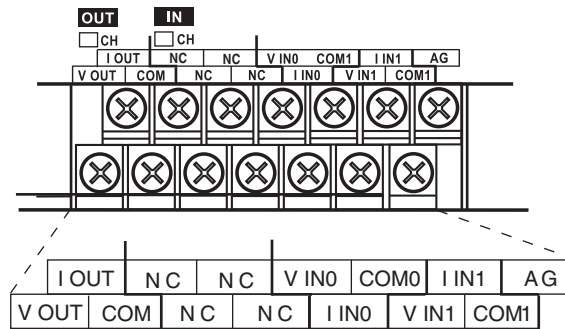 OUT IN
CH CH
I OUT NC NC V IN0 COM1 I IN1 AG
V OUT COM NC NC I IN0 V IN1 COM1
I OUT N C N C V IN0 COM0 I IN1 A G
V OUT COM N C N C I IN0 V IN1 COM1